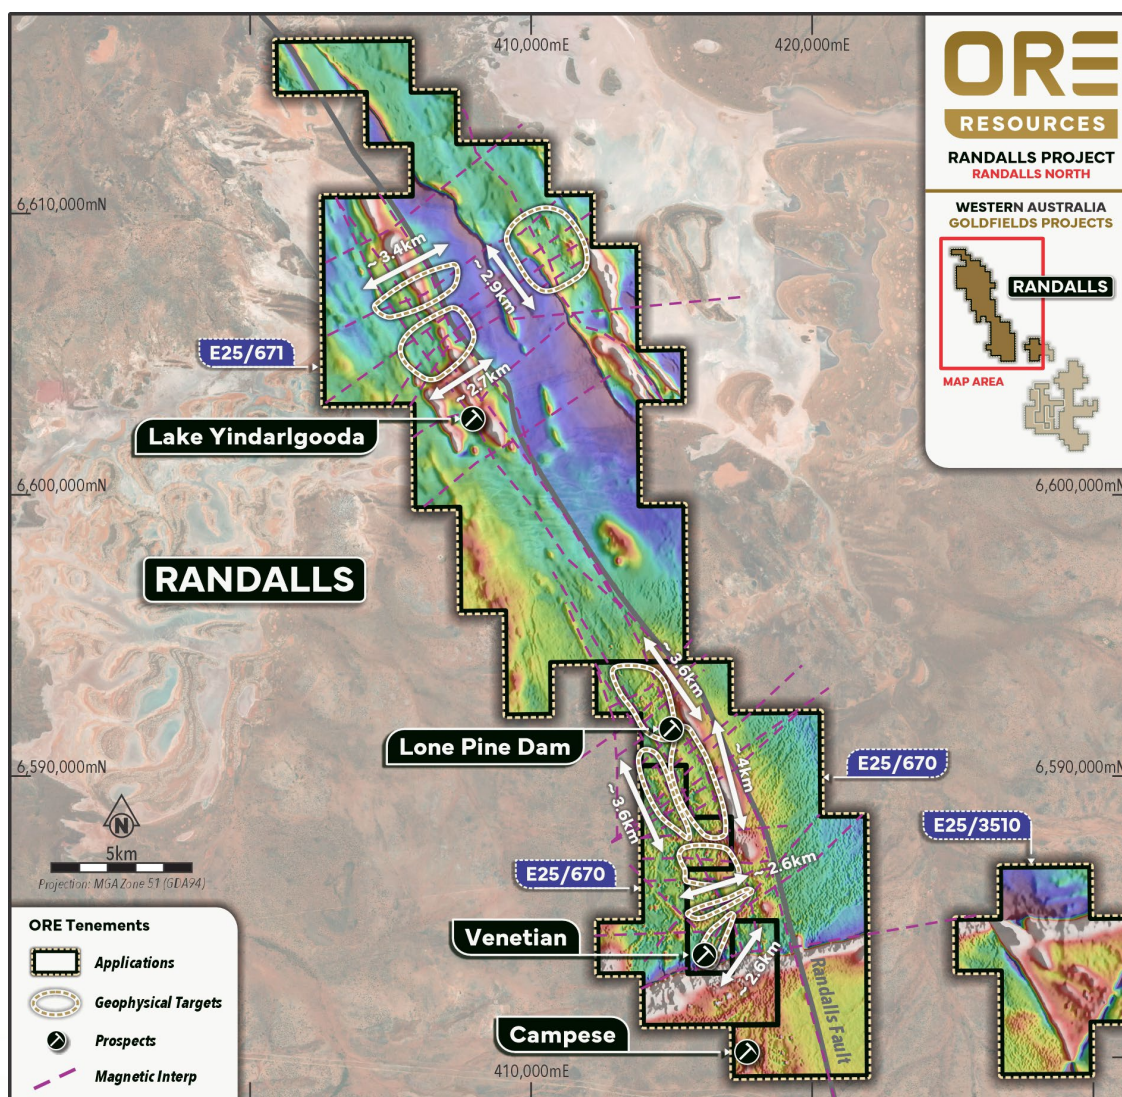 410,000mE
420,000mE
ORE
RESOURCES
RANDALLS PROJECT
RANDALLS NORTH
WESTERN AUSTRALIA
GOLDFIELDS PROJECTS
RANDALLS
MAP AREA
6,610,000mN
~ 3.4km
~ 2.9km
E25/671
~ 2.7km
Lake Yindarlgooda
6,600,000mN
6,600,000mN
RANDALLS
~ 3.6km
Lone Pine Dam
~4km
6,590,000mN
6,590,000mN
E25/670
~ 3.6km
E25/3510
N
5km
Projection: MGA Zone 51 (GDA94)
~ 2.6km
E25/670
Venetian
~ 2.6km
Randalls Fault
Campese
410,000mE
ORE Tenements
Applications
Geophysical Targets
Prospects
Magnetic Interp